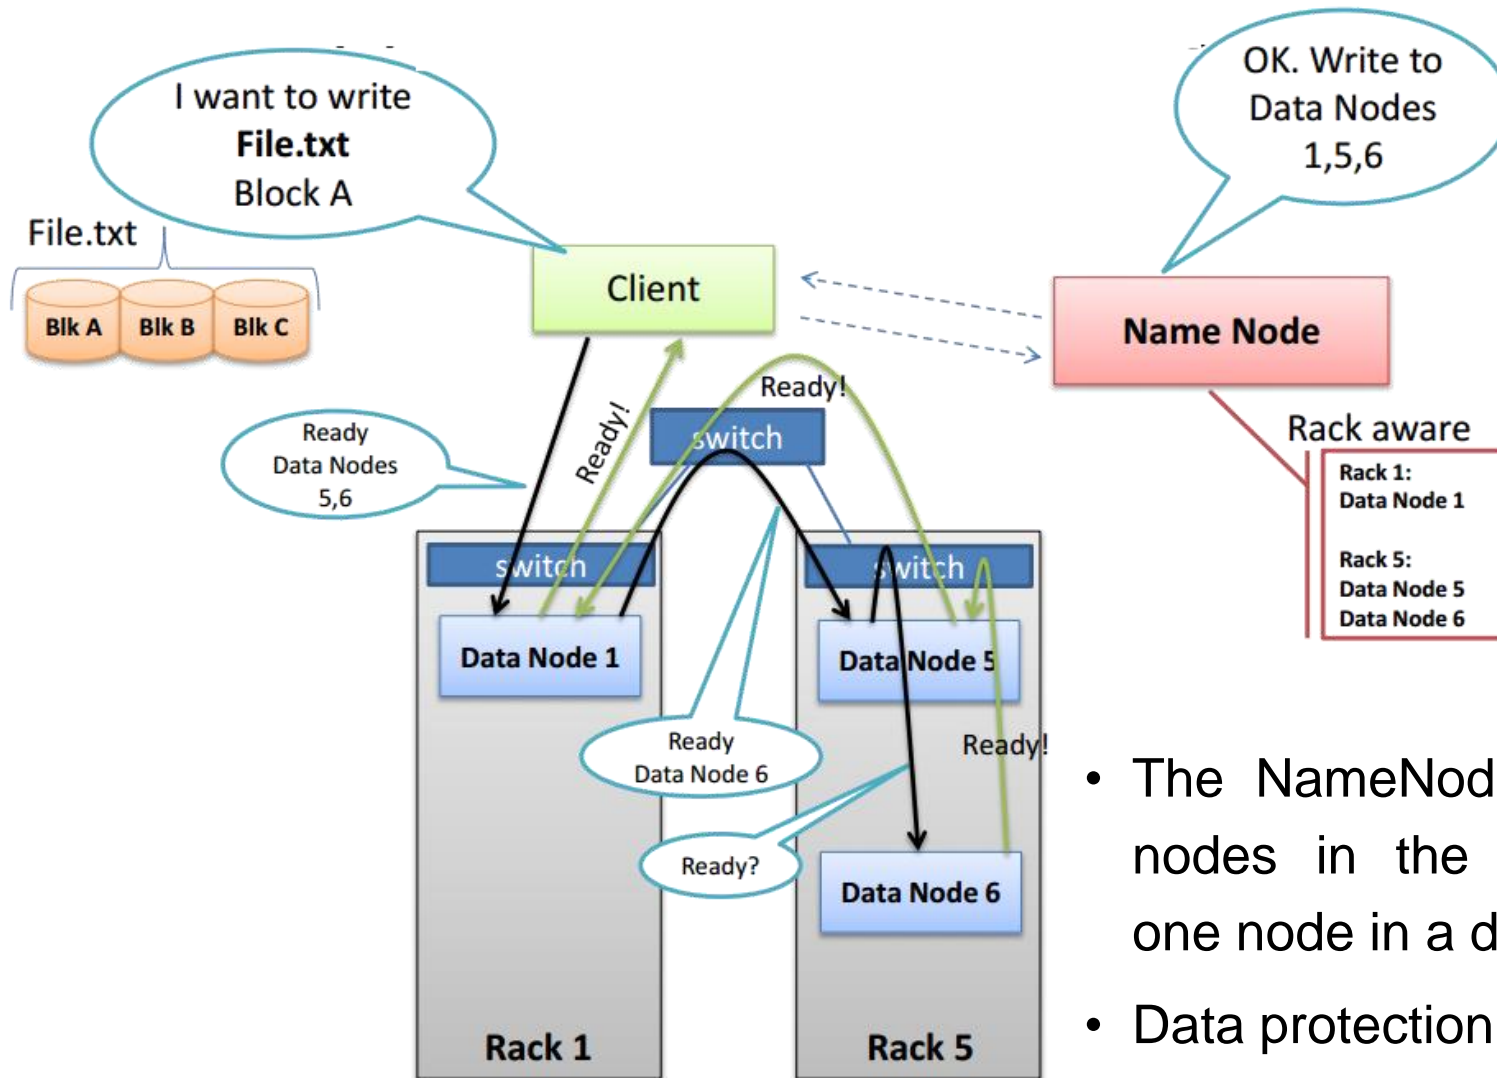 I want to write
File.txt
Block A
OK. Write to
Data Nodes
1,5,6
File.txt
Blk A
Blk B
Blk C
Client
Name Node
Ready
Data Nodes
5,6
Ready!
Ready!
switch
Rack aware
Rack 1:
Data Node 1
Rack 5:
Data Node 5
Data Node 6
switch
switch
Data Node 1
Data Node 5
Ready
Data Node 6
Ready!
Ready?
Data Node 6
Rack 1
Rack 5
• The NameNod
nodes in the
one node in a d
• Data protection